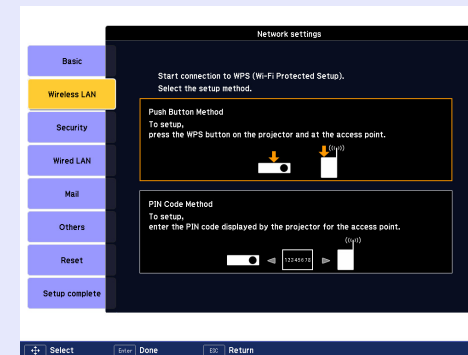 Network settings
Basic
Wireless LAN
Security
Wired LAN
Mail
Others
Reset
Setup complete
Start connection to WPS (Wi-Fi Protected Setup).
Select the setup method.
Push Button Method
To setup,
press the WPS button on the projector and at the access point.
PIN Code Method
To setup,
enter the PIN code displayed by the projector for the access point.
12345678
Select Enter Done ESC Return